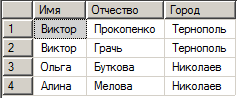 Имя Отчество Город
1 Виктор Прокопенко Тернополь
2 Виктор Грачь Тернополь
3 Ольга Буткова Николаев
4 Алина Мелова Николаев